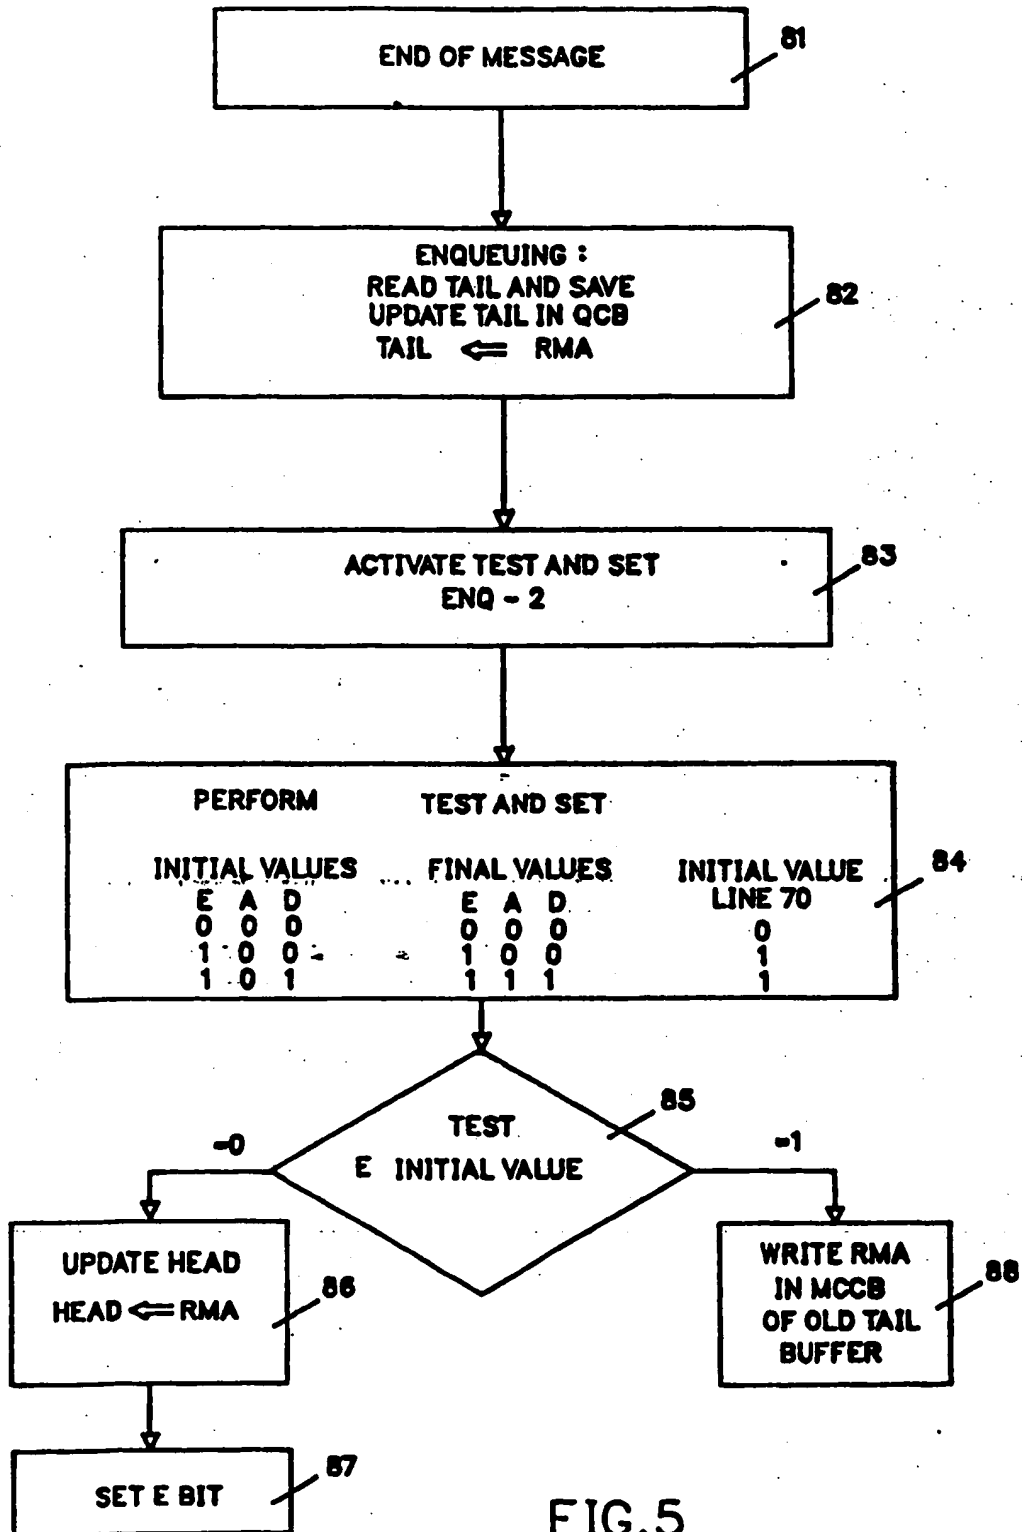 END OF MESSAGE
81
ENQUEUING :
READ TAIL AND SAVE
UPDATE TAIL IN QCB
TAIL ⇐ RMA
82
ACTIVATE TEST AND SET
ENQ - 2
83
PERFORM TEST AND SET
INITIAL VALUES FINAL VALUES INITIAL VALUE
LINE 70
E A D E A D
0 0 0 0 0 0 0
1 0 0 1 0 0 1
1 0 1 1 1 1 1
84
TEST
E INITIAL VALUE
85
=0
=1
UPDATE HEAD
HEAD ⇐ RMA
86
WRITE RMA
IN MCCB
OF OLD TAIL
BUFFER
88
SET E BIT
87
FIG.5